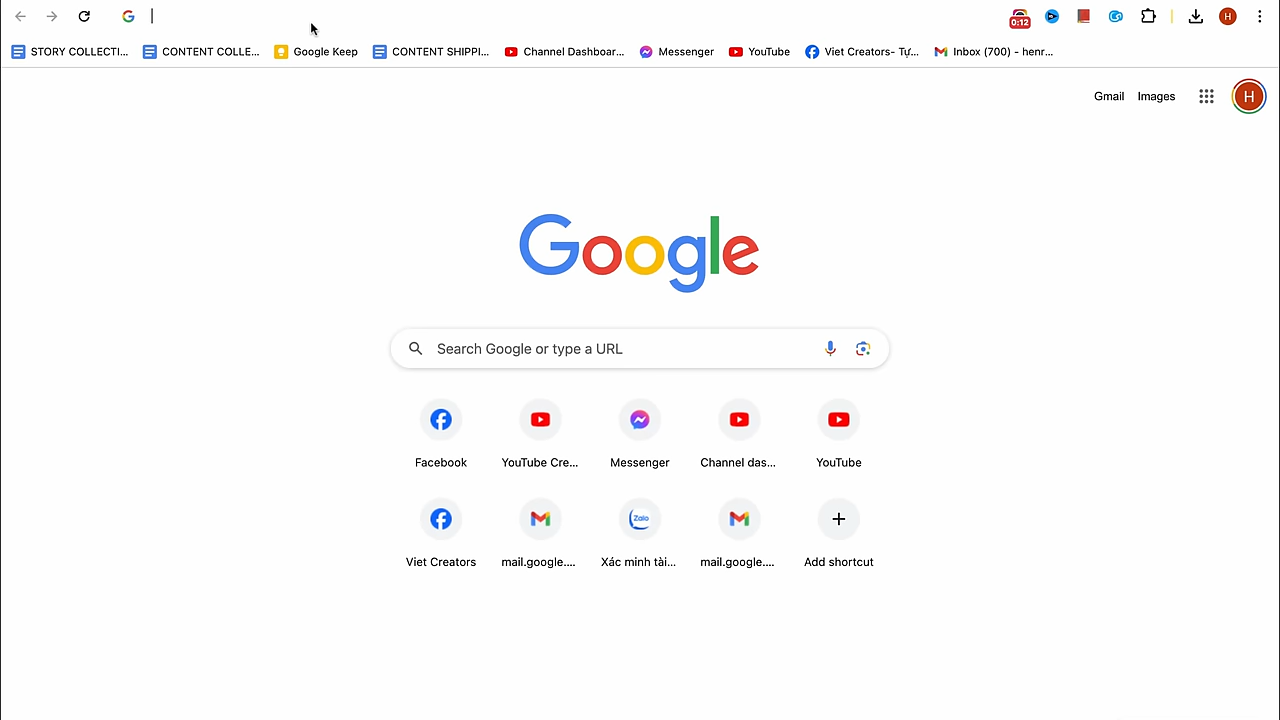 0:12
H
STORY COLLECTI...
CONTENT COLLE...
Google Keep
CONTENT SHIPPI...
Channel Dashboar...
Messenger
YouTube
Viet Creators- Tự...
Inbox (700) – henr...
Gmail
Images
H
Google
Search Google or type a URL
Facebook
YouTube Cre...
Messenger
Channel das...
YouTube
Zalo
Viet Creators
mail.google....
Xác minh tài...
mail.google....
Add shortcut